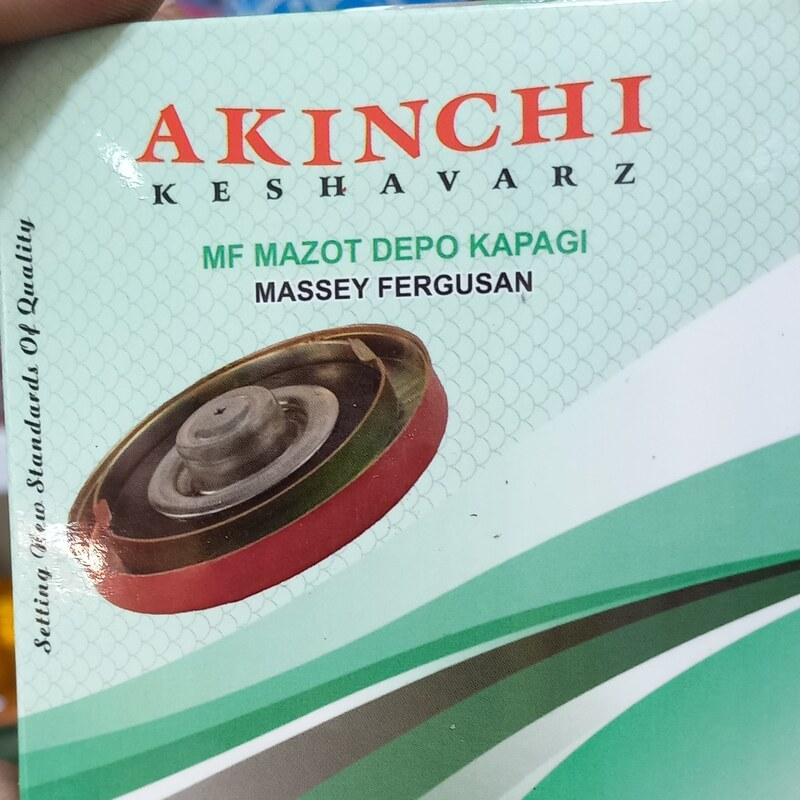 AKINCHI
KESHAVARZ
MF MAZOT DEPO KAPAGI
MASSEY FERGUSAN
Setting New Standards Of Quality